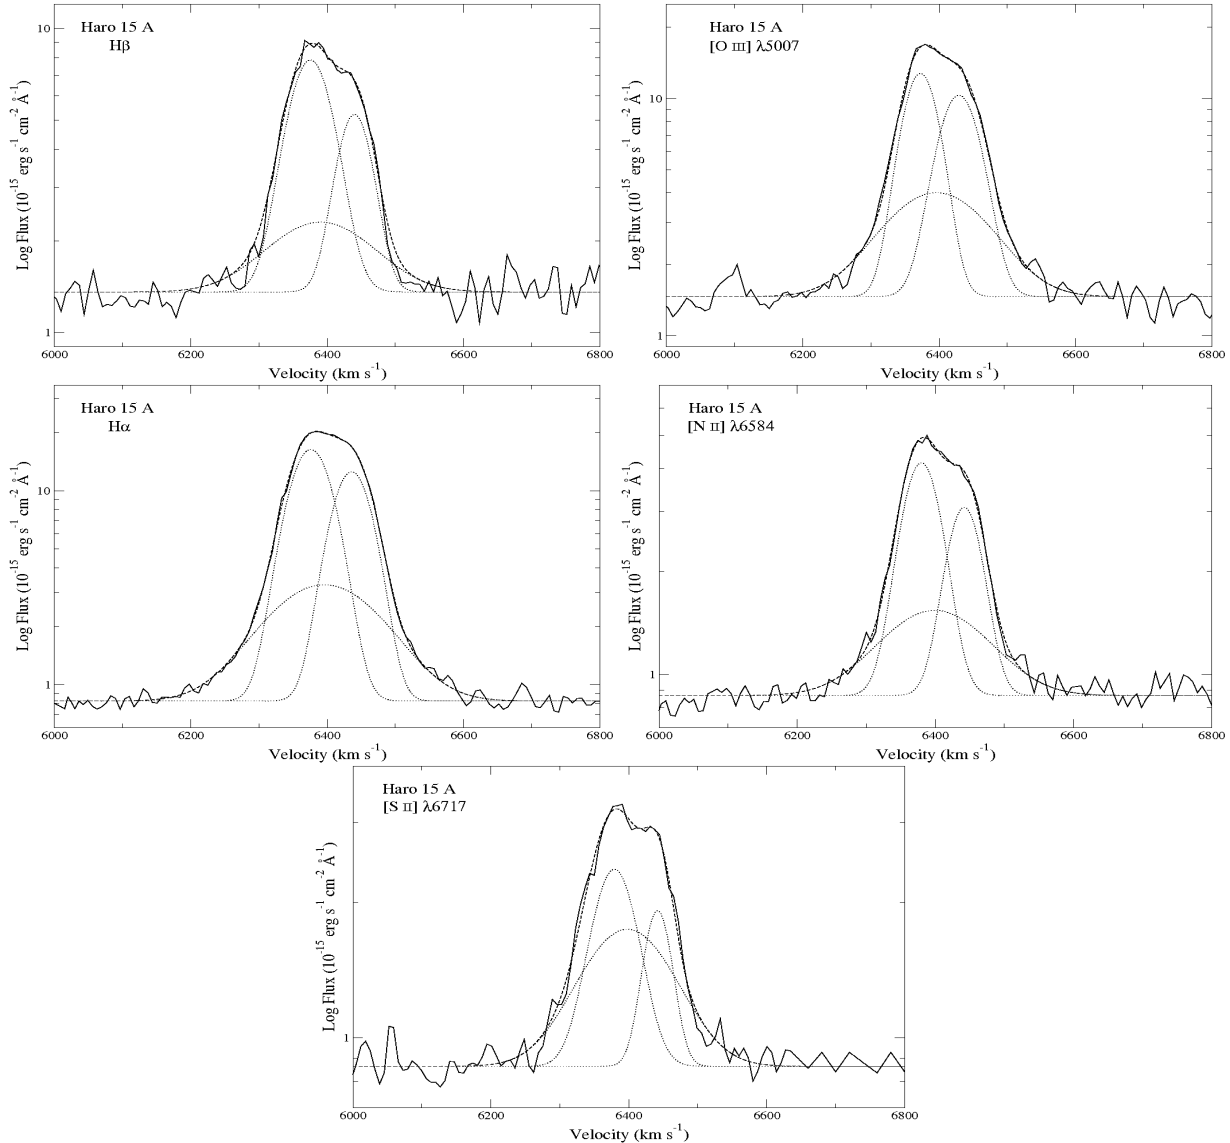 Haro 15 A
Hβ
10
1
Log Flux (10⁻¹⁵ erg s⁻¹ cm⁻² Å⁻¹)
6000 6200 6400 6600 6800
Velocity (km s⁻¹)
Haro 15 A
[O III] λ5007
10
1
Log Flux (10⁻¹⁵ erg s⁻¹ cm⁻² Å⁻¹)
6000 6200 6400 6600 6800
Velocity (km s⁻¹)
Haro 15 A
Hα
10
1
Log Flux (10⁻¹⁵ erg s⁻¹ cm⁻² Å⁻¹)
6000 6200 6400 6600 6800
Velocity (km s⁻¹)
Haro 15 A
[N II] λ6584
1
Log Flux (10⁻¹⁵ erg s⁻¹ cm⁻² Å⁻¹)
6000 6200 6400 6600 6800
Velocity (km s⁻¹)
Haro 15 A
[S II] λ6717
1
Log Flux (10⁻¹⁵ erg s⁻¹ cm⁻² Å⁻¹)
6000 6200 6400 6600 6800
Velocity (km s⁻¹)